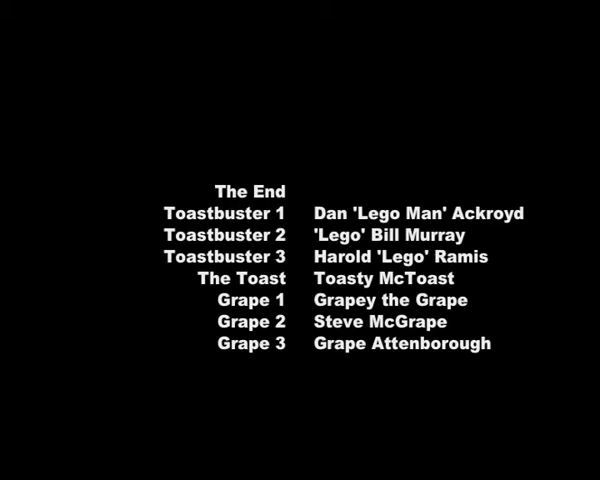 The End
Toastbuster 1 Dan 'Lego Man' Ackroyd
Toastbuster 2 'Lego' Bill Murray
Toastbuster 3 Harold 'Lego' Ramis
The Toast Toasty McToast
Grape 1 Grapey the Grape
Grape 2 Steve McGrape
Grape 3 Grape Attenborough